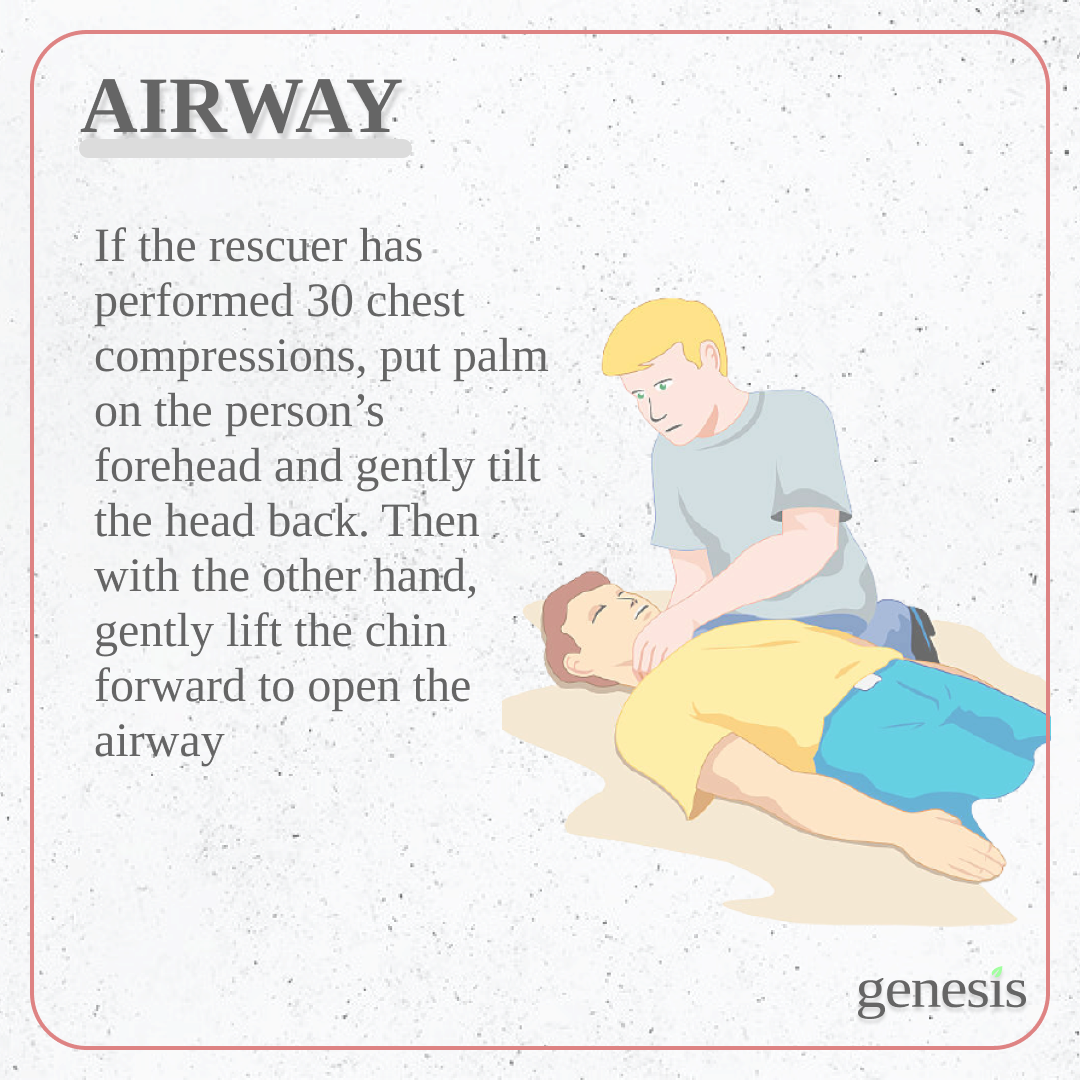 AIRWAY
If the rescuer has
performed 30 chest
compressions, put palm
on the person’s
forehead and gently tilt
the head back. Then
with the other hand,
gently lift the chin
forward to open the
airway
genesis